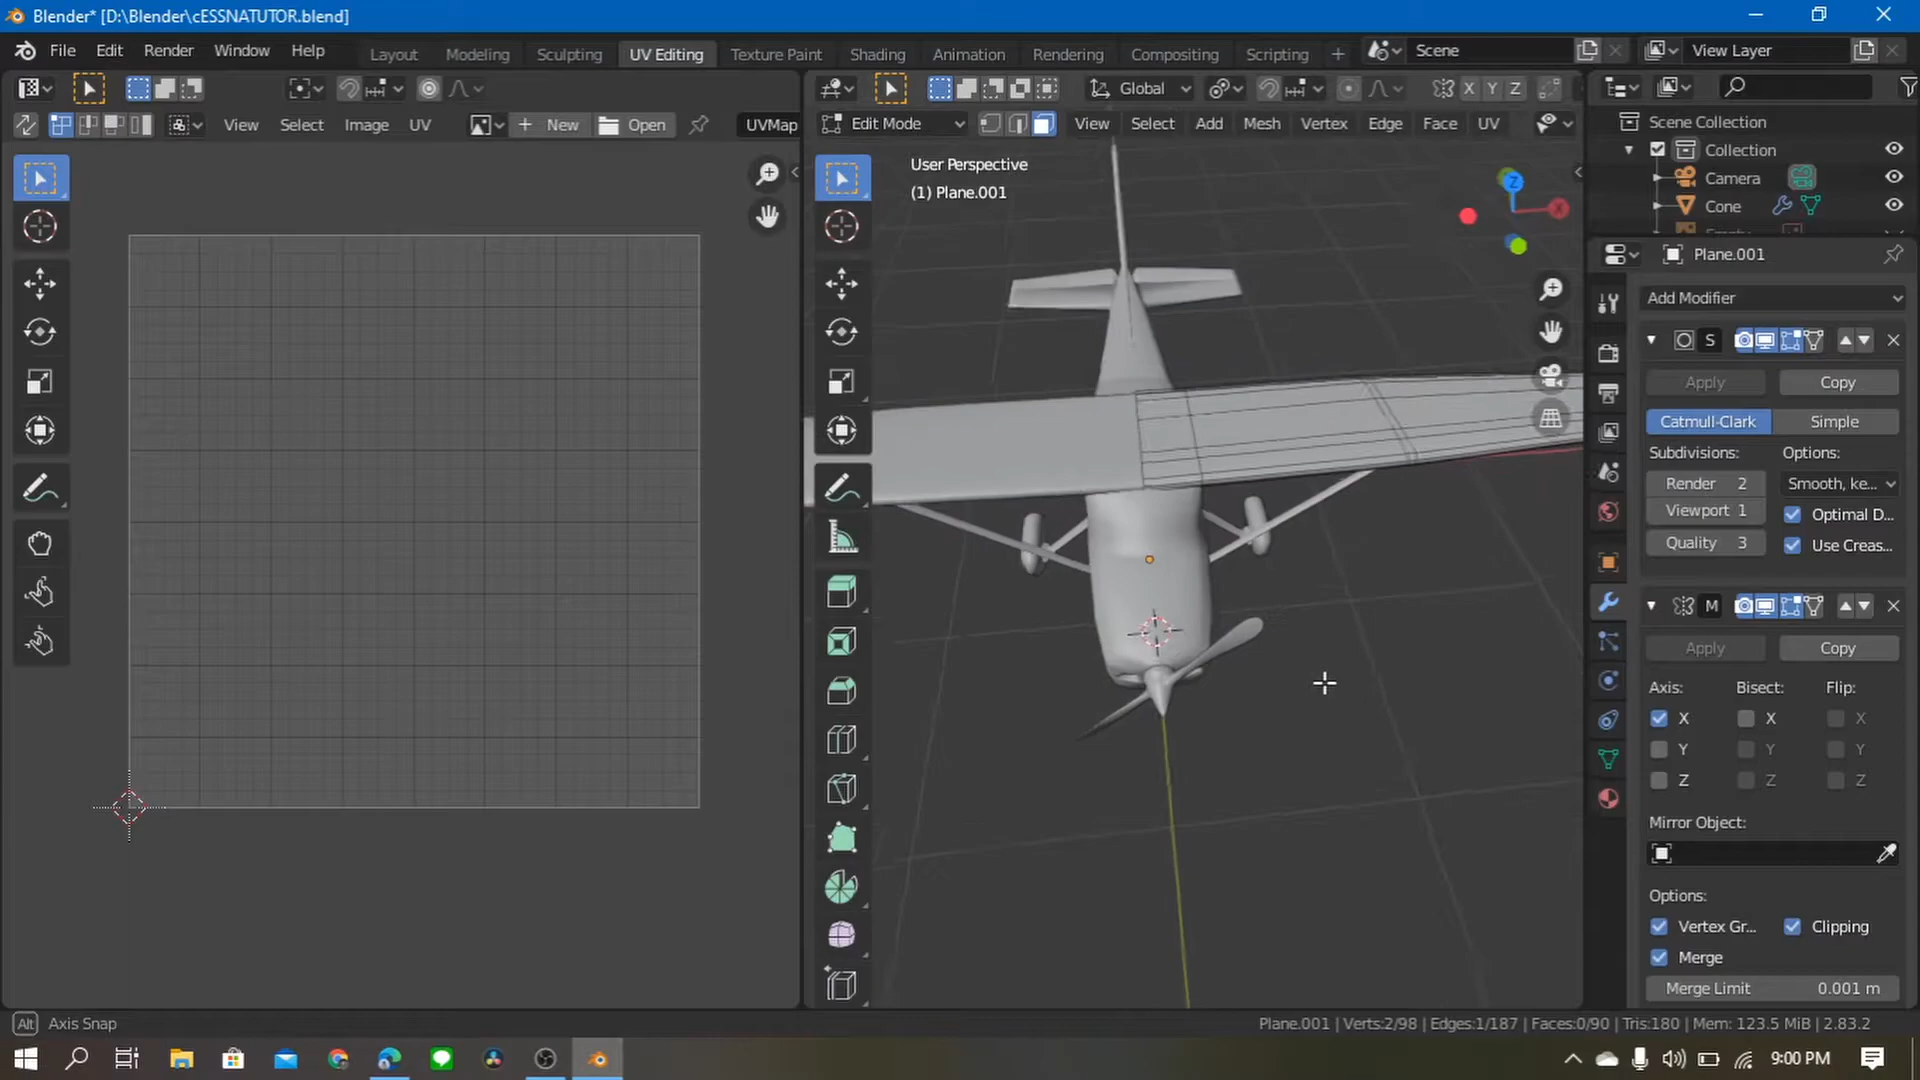 Blender* [D:\Blender\cESSNATUTOR.blend]
File Edit Render Window Help
Layout Modeling Sculpting UV Editing Texture Paint Shading Animation Rendering Compositing Scripting +
Scene
View Layer
Global
X Y Z
View Select Image UV
+ New
Open
UVMap
Edit Mode
View Select Add Mesh Vertex Edge Face UV
User Perspective
(1) Plane.001
Z
X
Scene Collection
Collection
Camera
Cone
Plane.001
Add Modifier
S
Apply
Copy
Catmull-Clark
Simple
Subdivisions:
Options:
Render 2
Smooth, ke...
Viewport 1
Optimal D...
Quality 3
Use Creas...
M
Apply
Copy
Axis: Bisect: Flip:
X X X
Y Y Y
Z Z Z
Mirror Object:
Options:
Vertex Gr...
Clipping
Merge
Merge Limit 0.001 m
Alt Axis Snap
Plane.001 | Verts:2/98 | Edges:1/187 | Faces:0/90 | Tris:180 | Mem: 123.5 MiB | 2.83.2
9:00 PM